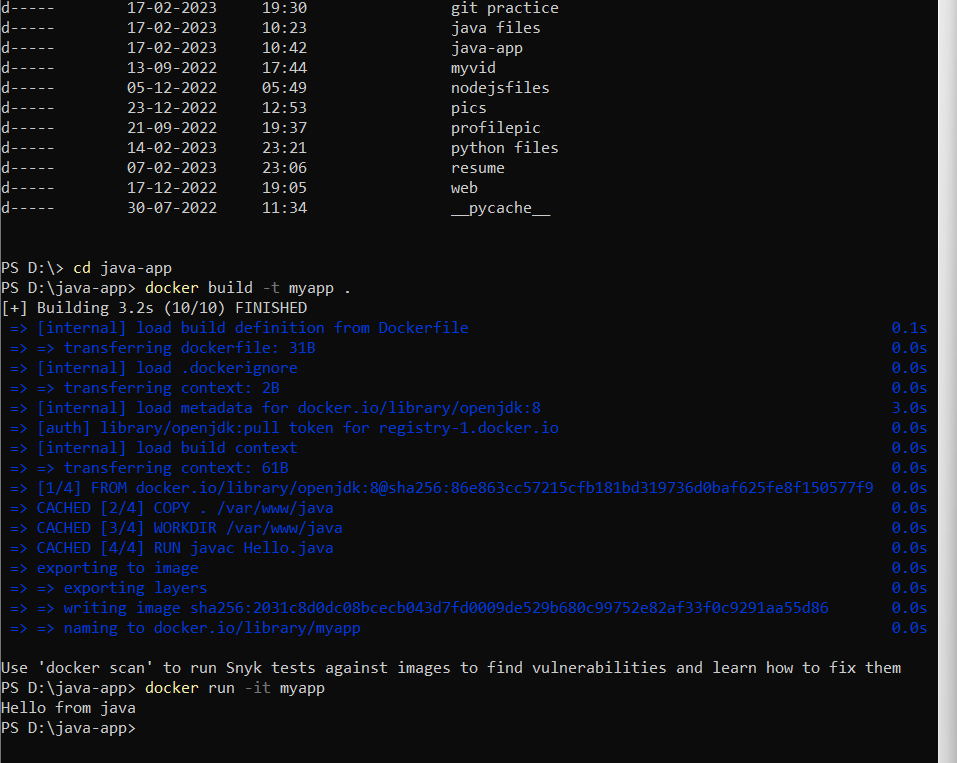 d----- 17-02-2023 19:30 git practice
d----- 17-02-2023 10:23 java files
d----- 17-02-2023 10:42 java-app
d----- 13-09-2022 17:44 myvid
d----- 05-12-2022 05:49 nodejsfiles
d----- 23-12-2022 12:53 pics
d----- 21-09-2022 19:37 profilepic
d----- 14-02-2023 23:21 python files
d----- 07-02-2023 23:06 resume
d----- 17-12-2022 19:05 web
d----- 30-07-2022 11:34 __pycache__
PS D:\> cd java-app
PS D:\java-app> docker build -t myapp .
[+] Building 3.2s (10/10) FINISHED
=> [internal] load build definition from Dockerfile 0.1s
=> => transferring dockerfile: 31B 0.0s
=> [internal] load .dockerignore 0.0s
=> => transferring context: 2B 0.0s
=> [internal] load metadata for docker.io/library/openjdk:8 3.0s
=> [auth] library/openjdk:pull token for registry-1.docker.io 0.0s
=> [internal] load build context 0.0s
=> => transferring context: 61B 0.0s
=> [1/4] FROM docker.io/library/openjdk:8@sha256:86e863cc57215cfb181bd319736d0baf625fe8f150577f9 0.0s
=> CACHED [2/4] COPY . /var/www/java 0.0s
=> CACHED [3/4] WORKDIR /var/www/java 0.0s
=> CACHED [4/4] RUN javac Hello.java 0.0s
=> exporting to image 0.0s
=> => exporting layers 0.0s
=> => writing image sha256:2031c8d0dc08bcecb043d7fd0009de529b680c99752e82af33f0c9291aa55d86 0.0s
=> => naming to docker.io/library/myapp 0.0s
Use 'docker scan' to run Snyk tests against images to find vulnerabilities and learn how to fix them
PS D:\java-app> docker run -it myapp
Hello from java
PS D:\java-app>